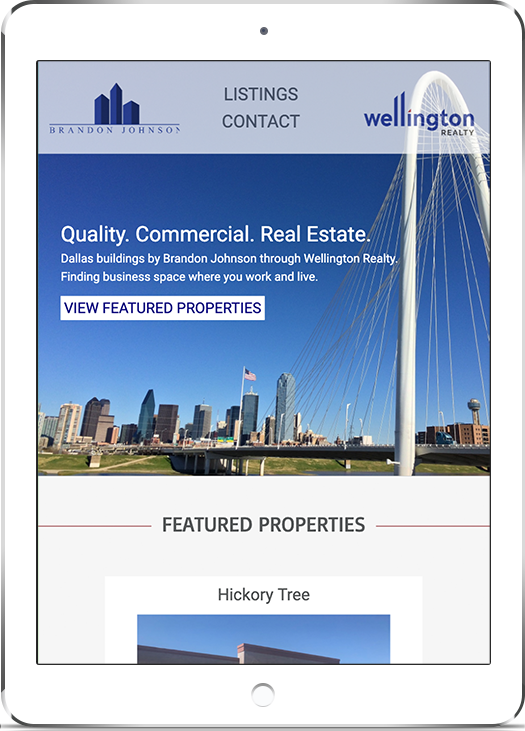 BRANDON JOHNSON
LISTINGS
CONTACT
wellington
REALTY
Quality. Commercial. Real Estate.
Dallas buildings by Brandon Johnson through Wellington Realty.
Finding business space where you work and live.
VIEW FEATURED PROPERTIES
FEATURED PROPERTIES
Hickory Tree